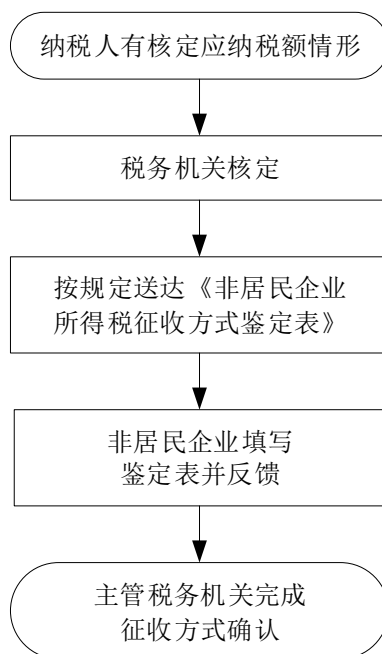 纳税人有核定应纳税额情形
税务机关核定
按规定送达《非居民企业
所得税征收方式鉴定表》
非居民企业填写
鉴定表并反馈
主管税务机关完成
征收方式确认